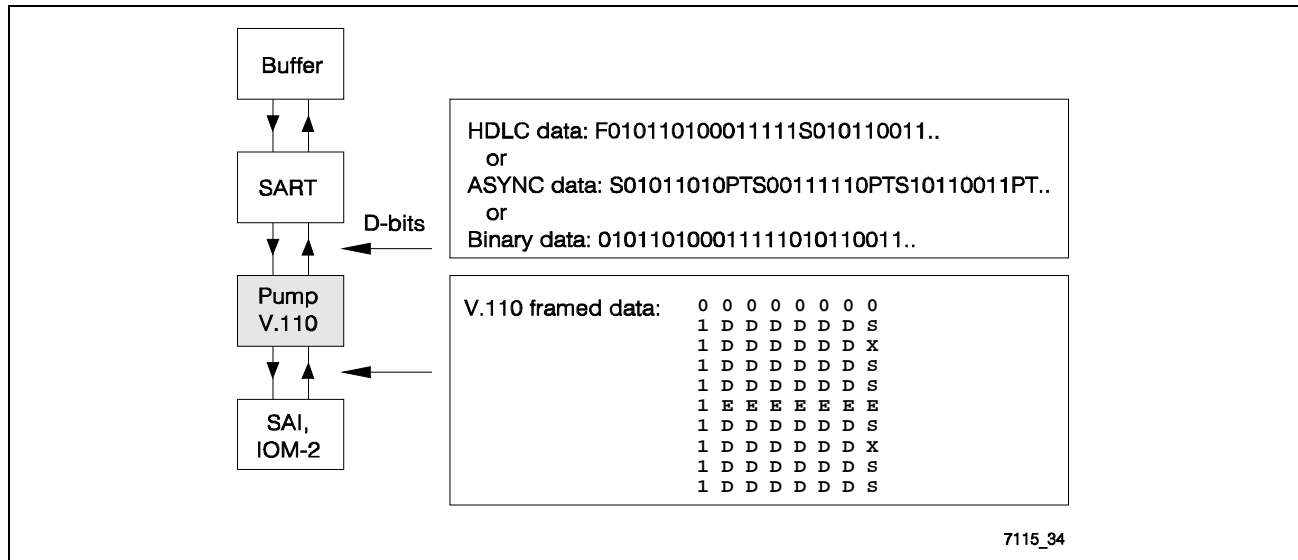 Buffer
SART
D-bits
Pump
V.110
SAI,
IOM-2
HDLC data: F010110100011111S010110011..
or
ASYNC data: S01011010PTS00111110PTS10110011PT..
or
Binary data: 010110100011111010110011..
V.110 framed data:
0 0 0 0 0 0 0 0
1 D D D D D D S
1 D D D D D D X
1 D D D D D D S
1 D D D D D D S
1 E E E E E E E
1 D D D D D D S
1 D D D D D D X
1 D D D D D D S
1 D D D D D D S
7115_34